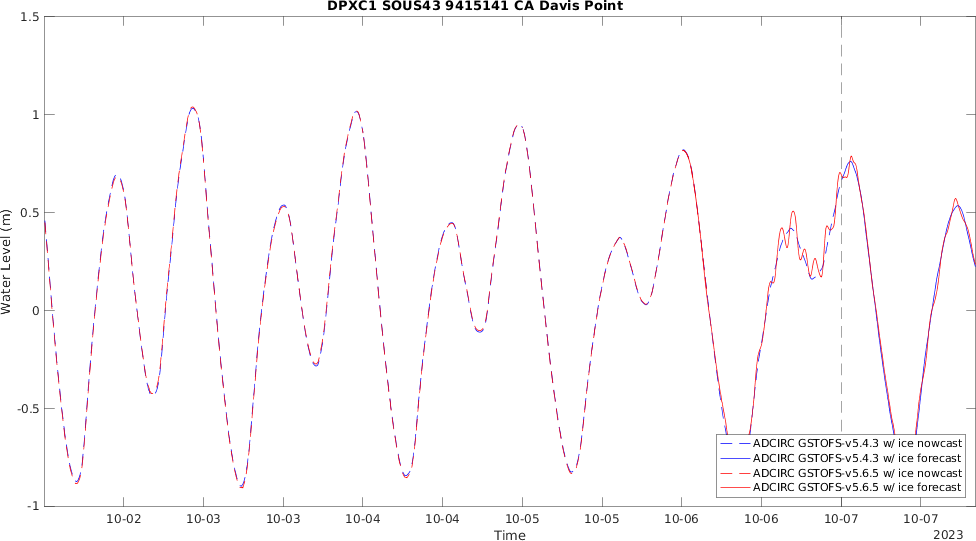 DPXC1 SOUS43 9415141 CA Davis Point
1.5
1
0.5
0
-0.5
-1
Water Level (m)
10-02 10-03 10-03 10-04 10-04 10-05 10-05 10-06 10-06 10-07 10-07
Time
2023
ADCIRC GSTOFS-v5.4.3 w/ ice nowcast
ADCIRC GSTOFS-v5.4.3 w/ ice forecast
ADCIRC GSTOFS-v5.6.5 w/ ice nowcast
ADCIRC GSTOFS-v5.6.5 w/ ice forecast